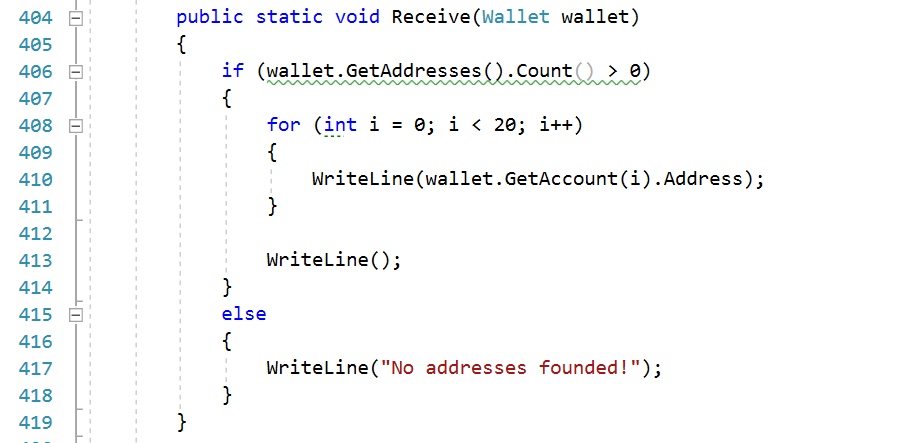 404 public static void Receive(Wallet wallet)
405 {
406 if (wallet.GetAddresses().Count() > 0)
407 {
408 for (int i = 0; i < 20; i++)
409 {
410 WriteLine(wallet.GetAccount(i).Address);
411 }
412
413 WriteLine();
414 }
415 else
416 {
417 WriteLine("No addresses founded!");
418 }
419 }